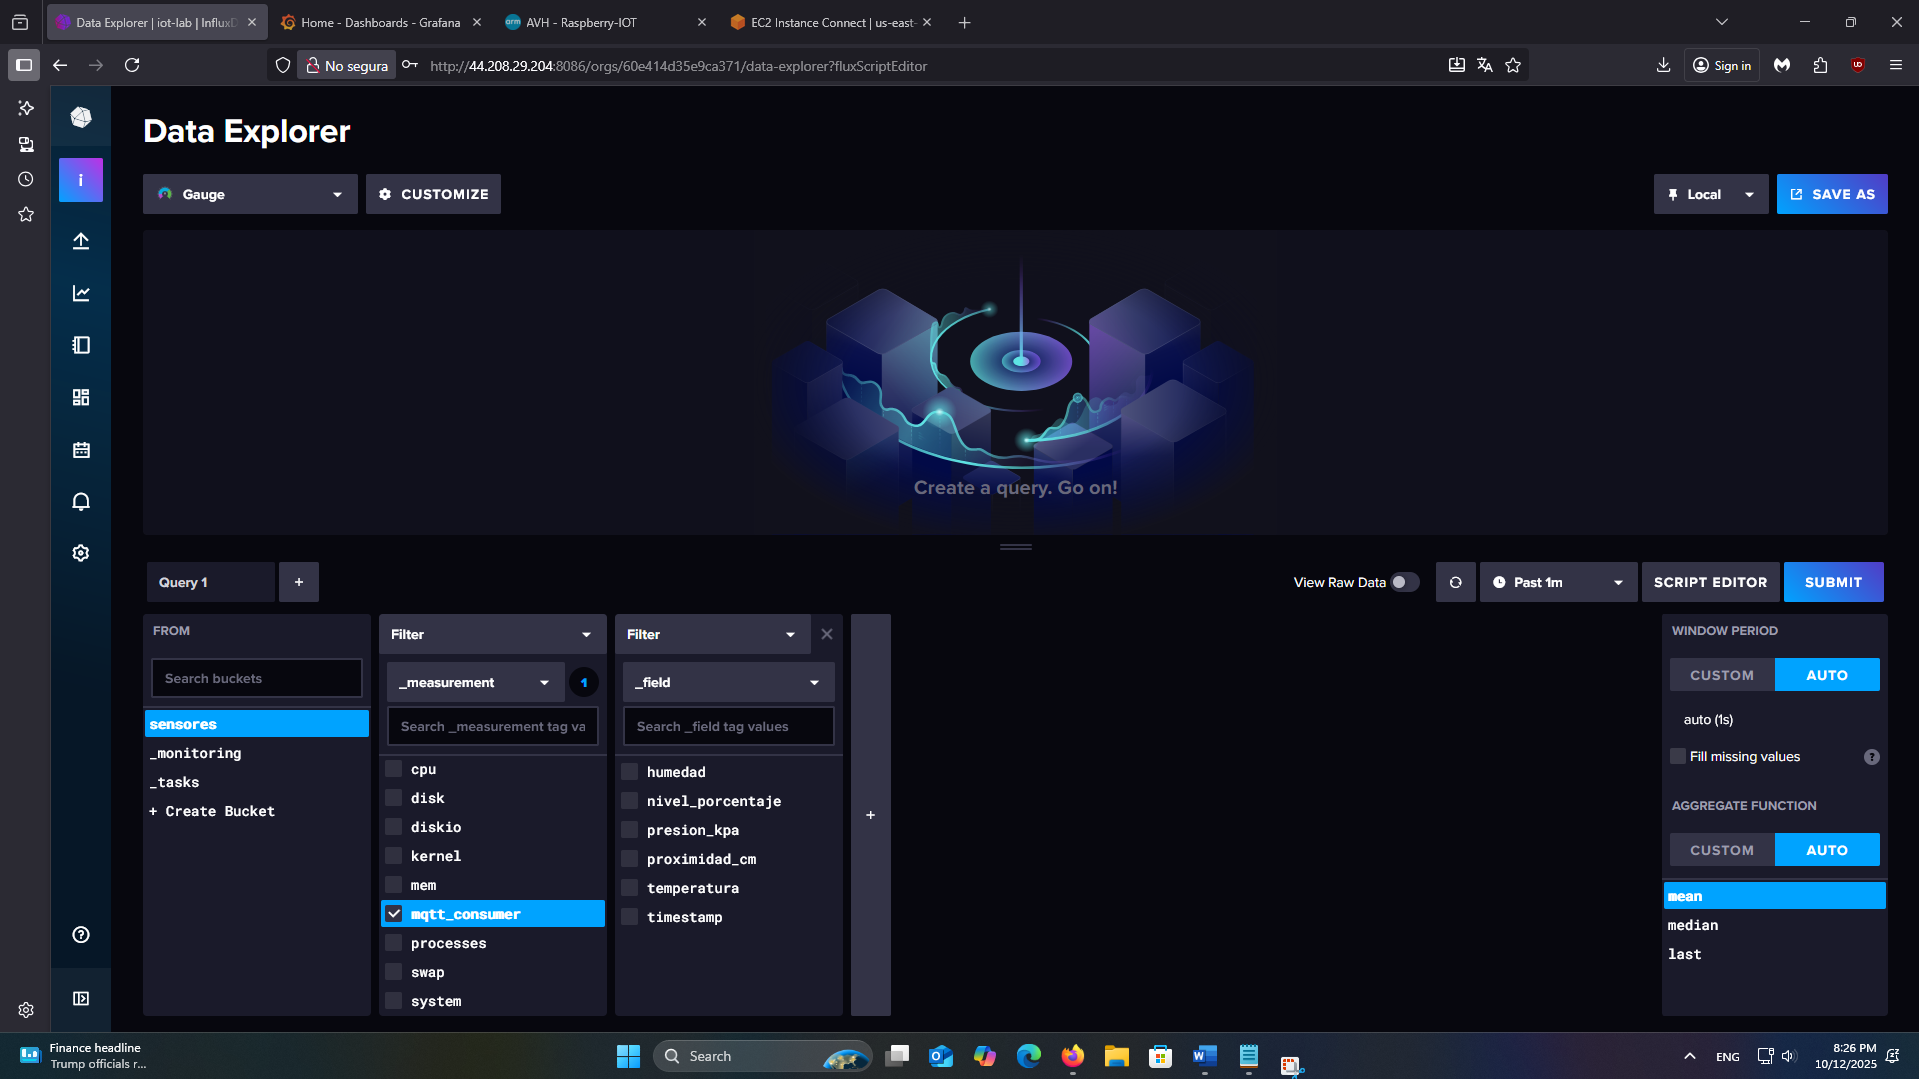 Data Explorer | iot-lab | InfluxD
Home - Dashboards - Grafana
arm
AVH - Raspberry-IOT
EC2 Instance Connect | us-east-
No segura
http://44.208.29.204:8086/orgs/60e414d35e9ca371/data-explorer?fluxScriptEditor
Sign in
i
Data Explorer
Gauge
CUSTOMIZE
Local
SAVE AS
Create a query. Go on!
Query 1
+
View Raw Data
Past 1m
SCRIPT EDITOR
SUBMIT
FROM
Search buckets
sensores
_monitoring
_tasks
+ Create Bucket
Filter
_measurement
1
Search _measurement tag va
cpu
disk
diskio
kernel
mem
mqtt_consumer
processes
swap
system
Filter
_field
Search _field tag values
humedad
nivel_porcentaje
presion_kpa
proximidad_cm
temperatura
timestamp
+
WINDOW PERIOD
CUSTOM
AUTO
auto (1s)
Fill missing values
?
AGGREGATE FUNCTION
CUSTOM
AUTO
mean
median
last
Finance headline
Trump officials r...
Search
ENG
8:26 PM
10/12/2025